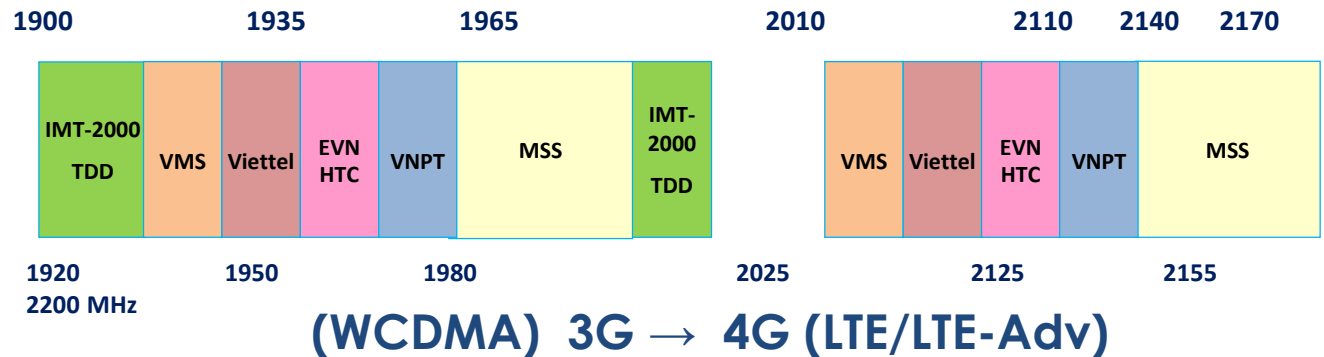 1900 1935 1965 2010 2110 2140 2170
IMT-2000
TDD
VMS
Viettel
EVN
HTC
VNPT
MSS
IMT-
2000
TDD
VMS
Viettel
EVN
HTC
VNPT
MSS
1920 1950 1980 2025 2125 2155
2200 MHz
(WCDMA) 3G → 4G (LTE/LTE-Adv)